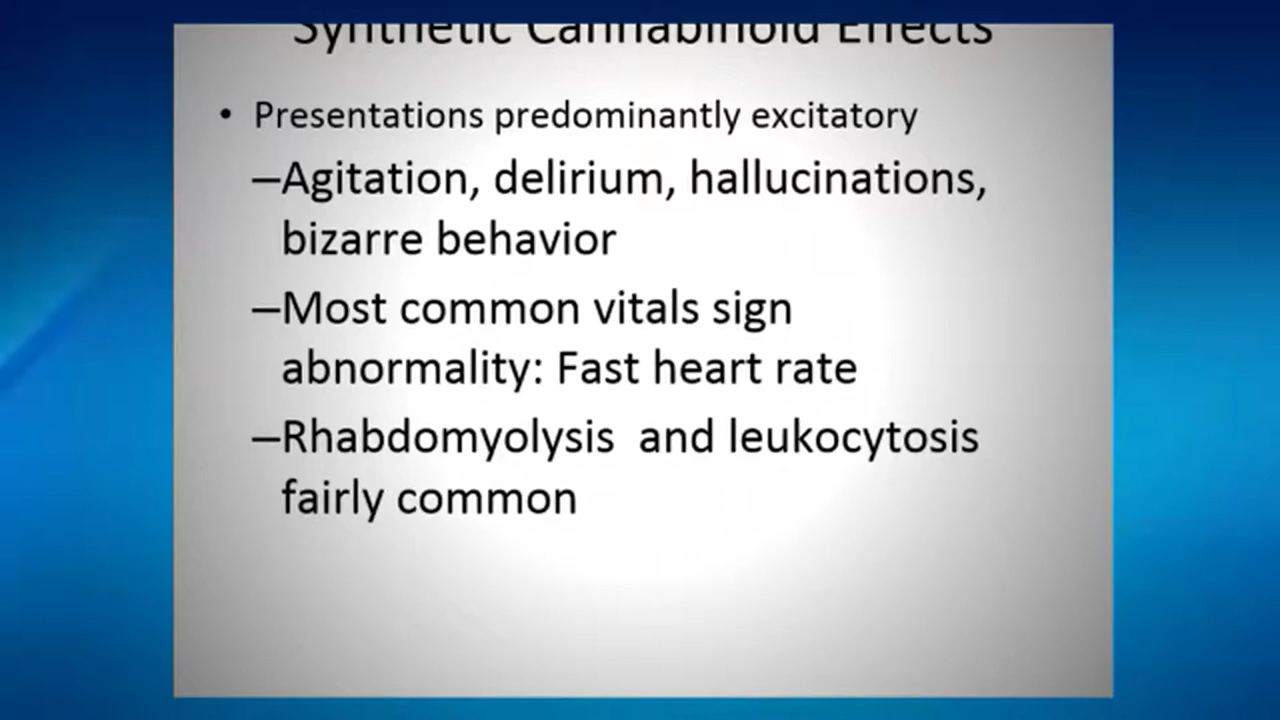 Synthetic Cannabinoid Effects
• Presentations predominantly excitatory
–Agitation, delirium, hallucinations,
bizarre behavior
–Most common vitals sign
abnormality: Fast heart rate
–Rhabdomyolysis  and leukocytosis
fairly common